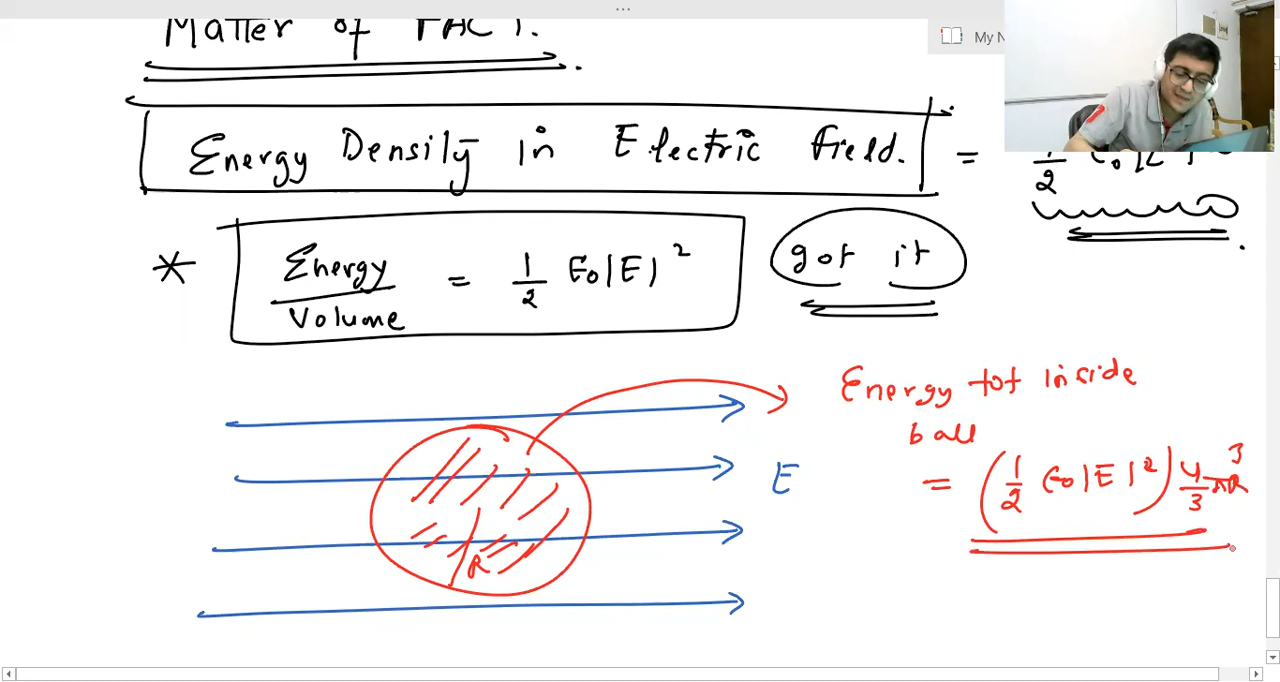 Matter of FACT.
My N
Energy Density in Electric Field. =
* Energy/Volume = 1/2 ε₀|E|² got it
Energy tot inside
ball
E
= (1/2 ε₀|E|²) 4/3 πR³
R